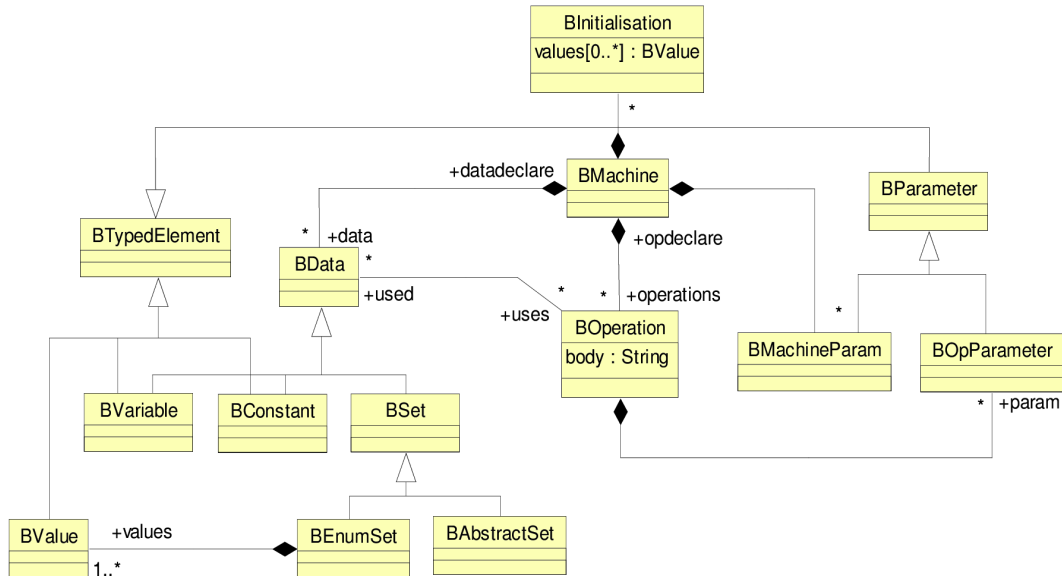 BInitialisation
values[0..*] : BValue
*
+datadeclare
BMachine
BParameter
BTypedElement
* +data
+opdeclare
BData
*
+used
*
* +operations
+uses
BOperation
body : String
*
BMachineParam
BOpParameter
* +param
BVariable
BConstant
BSet
BValue
+values
1..*
BEnumSet
BAbstractSet